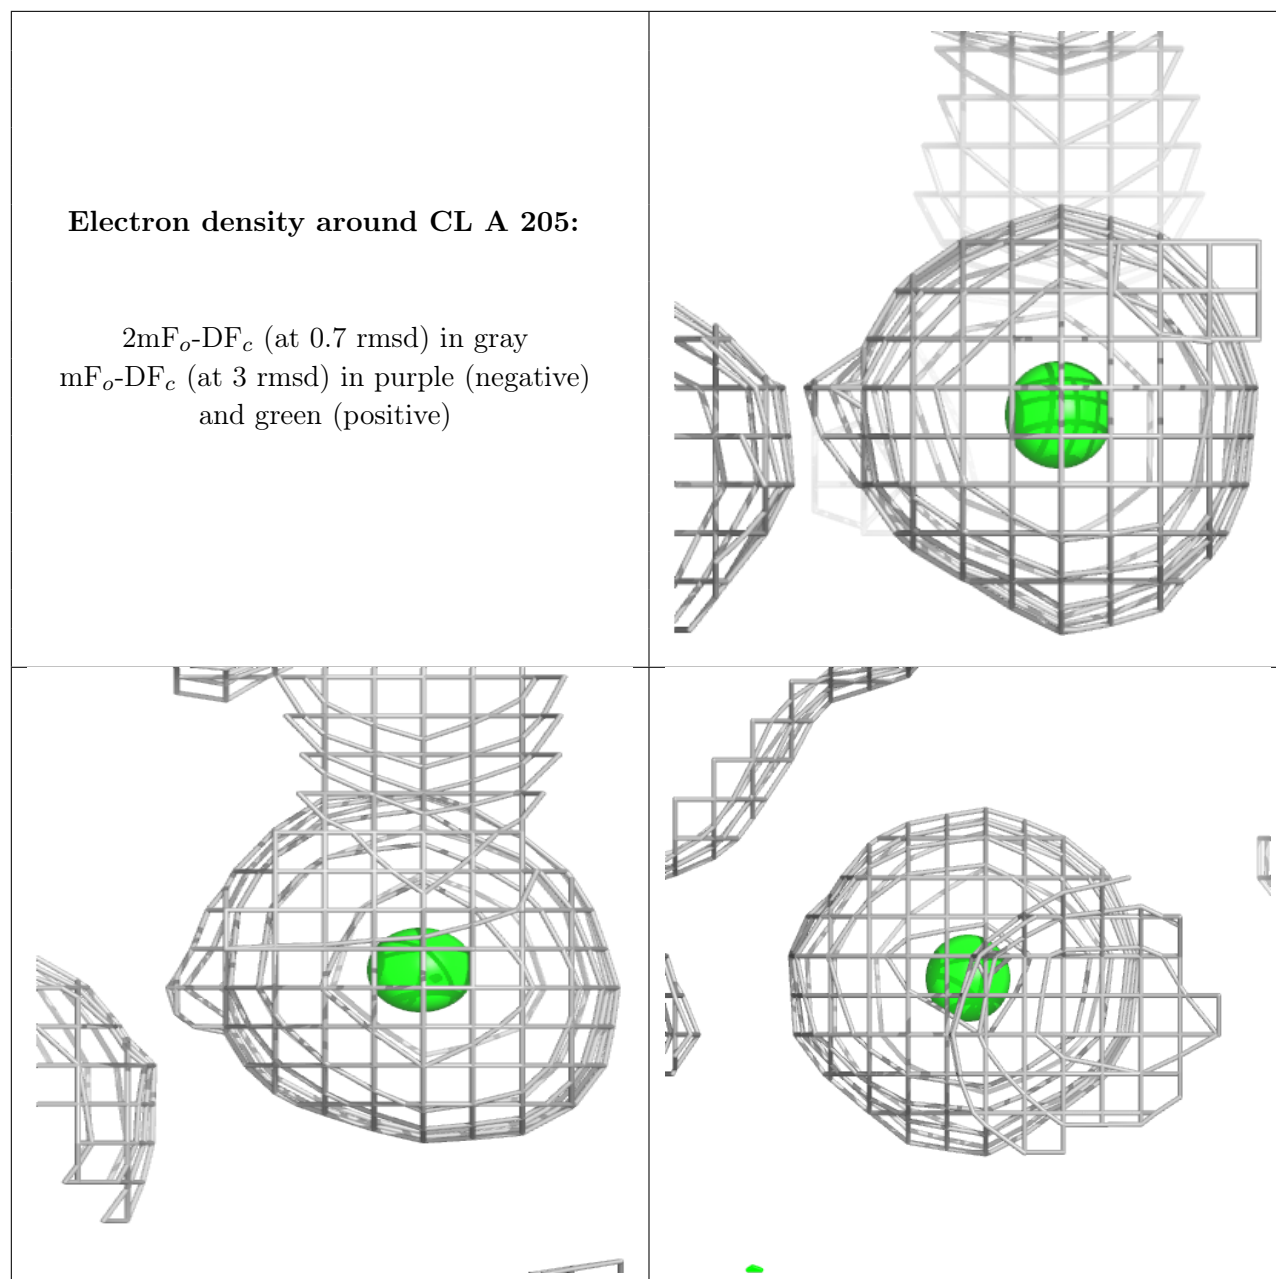 Electron density around CL A 205:
2mFo-DFc (at 0.7 rmsd) in gray
mFo-DFc (at 3 rmsd) in purple (negative)
and green (positive)